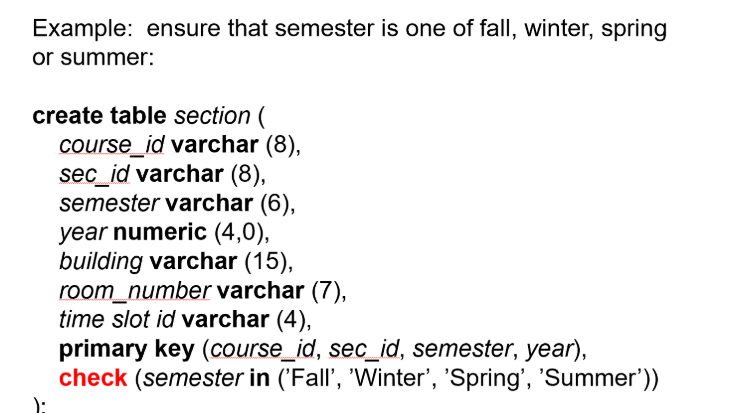 Example:  ensure that semester is one of fall, winter, spring
or summer:
create table section (
course_id varchar (8),
sec_id varchar (8),
semester varchar (6),
year numeric (4,0),
building varchar (15),
room_number varchar (7),
time slot id varchar (4),
primary key (course_id, sec_id, semester, year),
check (semester in (’Fall’, ’Winter’, ’Spring’, ’Summer’))
);